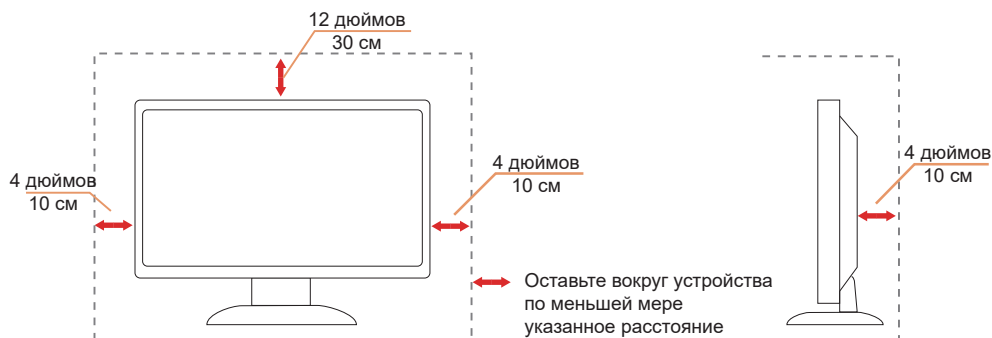 12 дюймов
30 см
4 дюймов
10 см
4 дюймов
10 см
4 дюймов
10 см
Оставьте вокруг устройства
по меньшей мере
указанное расстояние